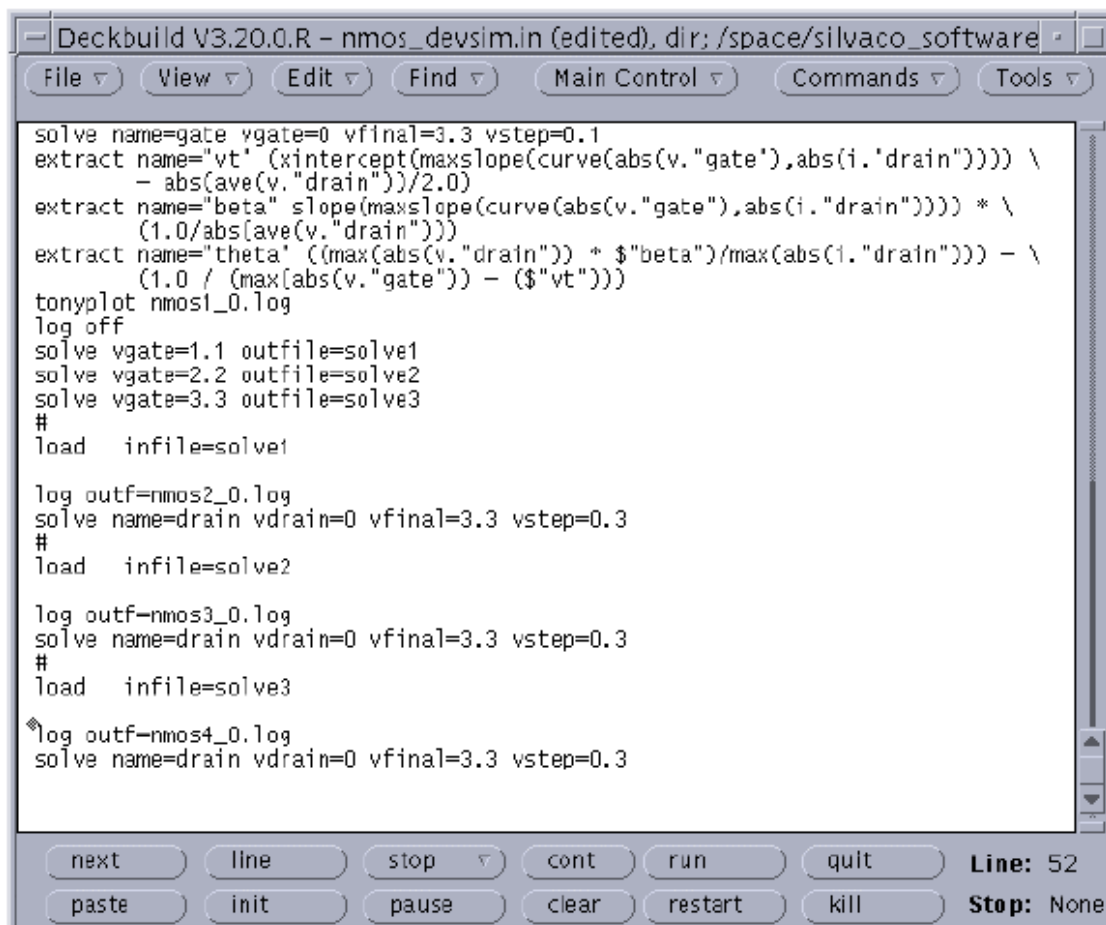 Deckbuild V3.20.0.R – nmos_devsim.in (edited), dir; /space/silvaco_software
File View Edit Find Main Control Commands Tools
solve name=gate vgate=0 vfinal=3.3 vstep=0.1
extract name="vt" (xintercept(maxslope(curve(abs(v."gate"),abs(i."drain")))) \
– abs(ave(v."drain"))/2.0)
extract name="beta" slope(maxslope(curve(abs(v."gate"),abs(i."drain")))) * \
(1.0/abs(ave(v."drain")))
extract name="theta" ((max(abs(v."drain")) * $"beta")/max(abs(i."drain"))) – \
(1.0 / (max(abs(v."gate")) – ($"vt")))
tonyplot nmos1_0.log
log off
solve vgate=1.1 outfile=solve1
solve vgate=2.2 outfile=solve2
solve vgate=3.3 outfile=solve3
#
load infile=solve1
log outf=nmos2_0.log
solve name=drain vdrain=0 vfinal=3.3 vstep=0.3
#
load infile=solve2
log outf=nmos3_0.log
solve name=drain vdrain=0 vfinal=3.3 vstep=0.3
#
load infile=solve3
log outf=nmos4_0.log
solve name=drain vdrain=0 vfinal=3.3 vstep=0.3
next line stop cont run quit Line: 52
paste init pause clear restart kill Stop: None